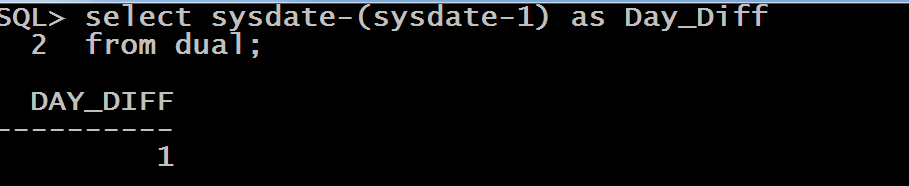 SQL> select sysdate-(sysdate-1) as Day_Diff
2 from dual;
DAY_DIFF
----------
1